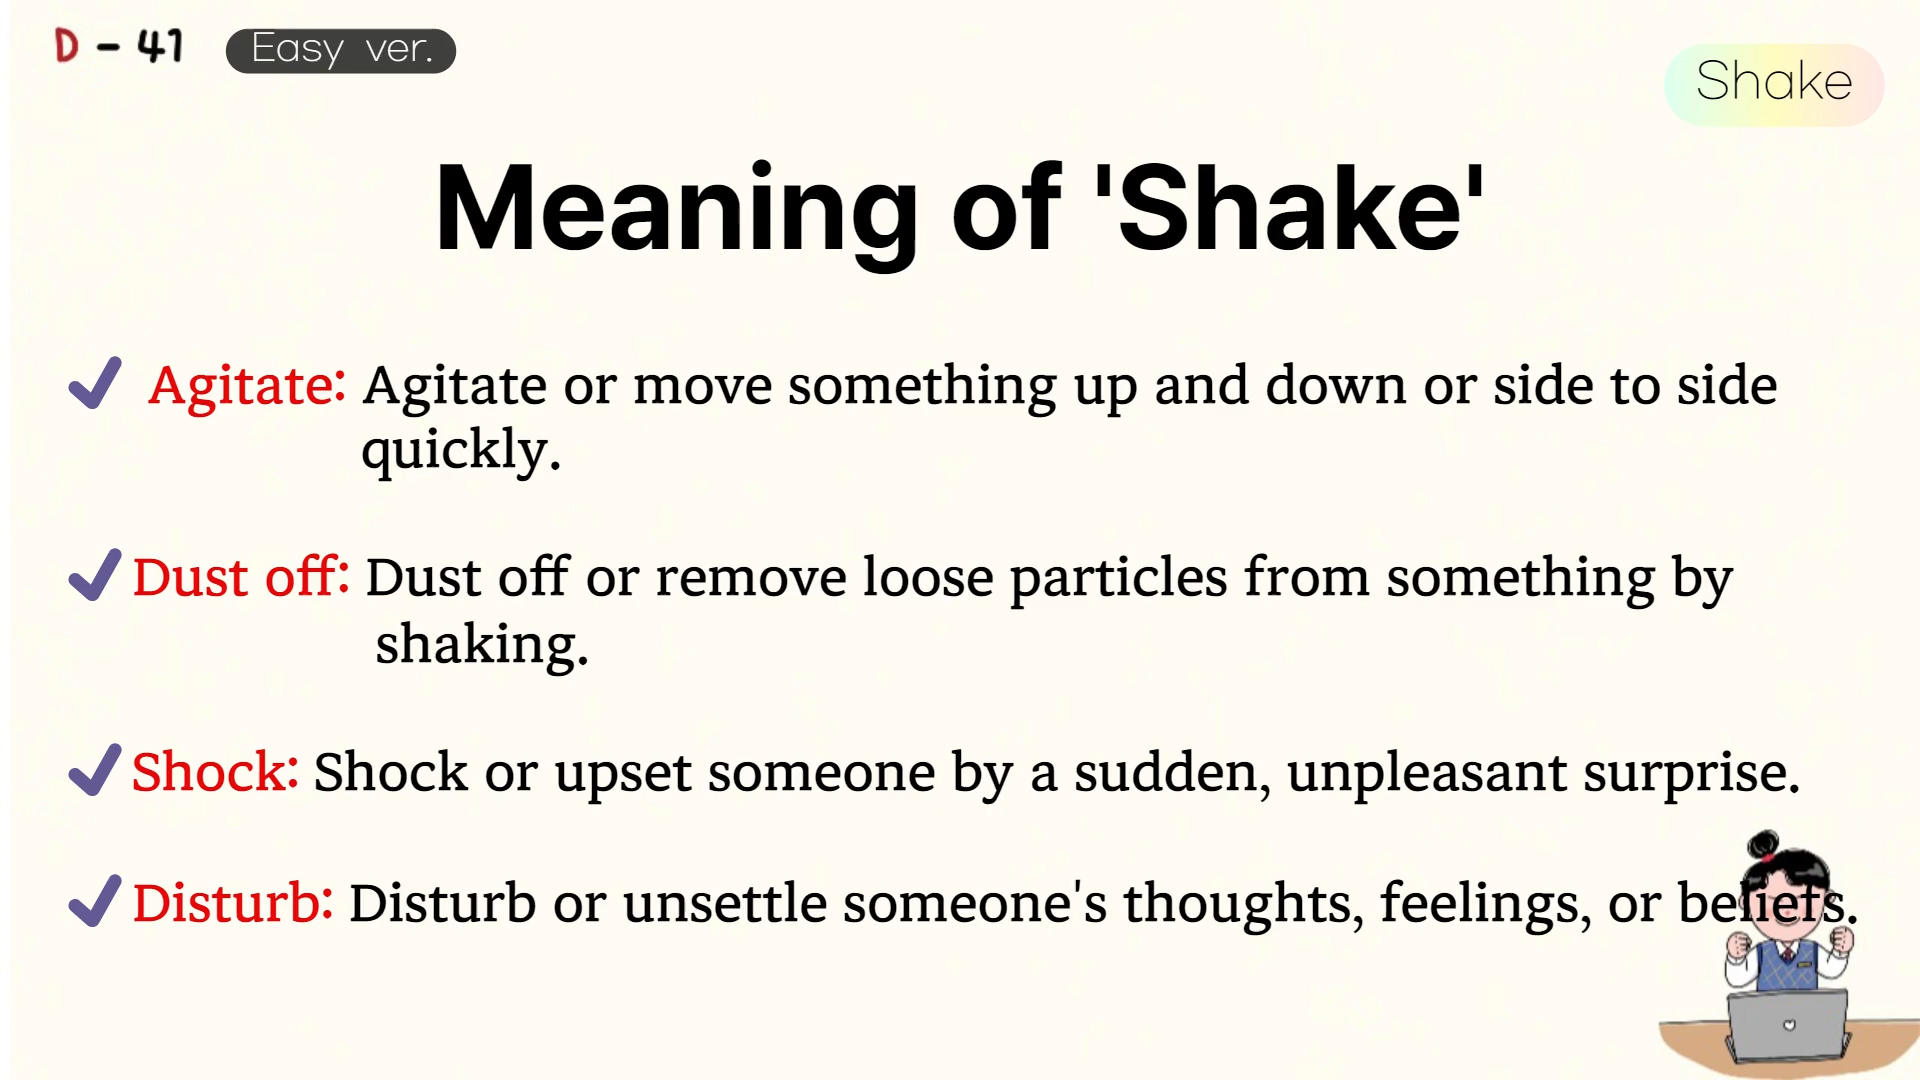 D - 41 Easy ver.
Shake
Meaning of 'Shake'
Agitate: Agitate or move something up and down or side to side
quickly.
Dust off: Dust off or remove loose particles from something by
shaking.
Shock: Shock or upset someone by a sudden, unpleasant surprise.
Disturb: Disturb or unsettle someone's thoughts, feelings, or beliefs.